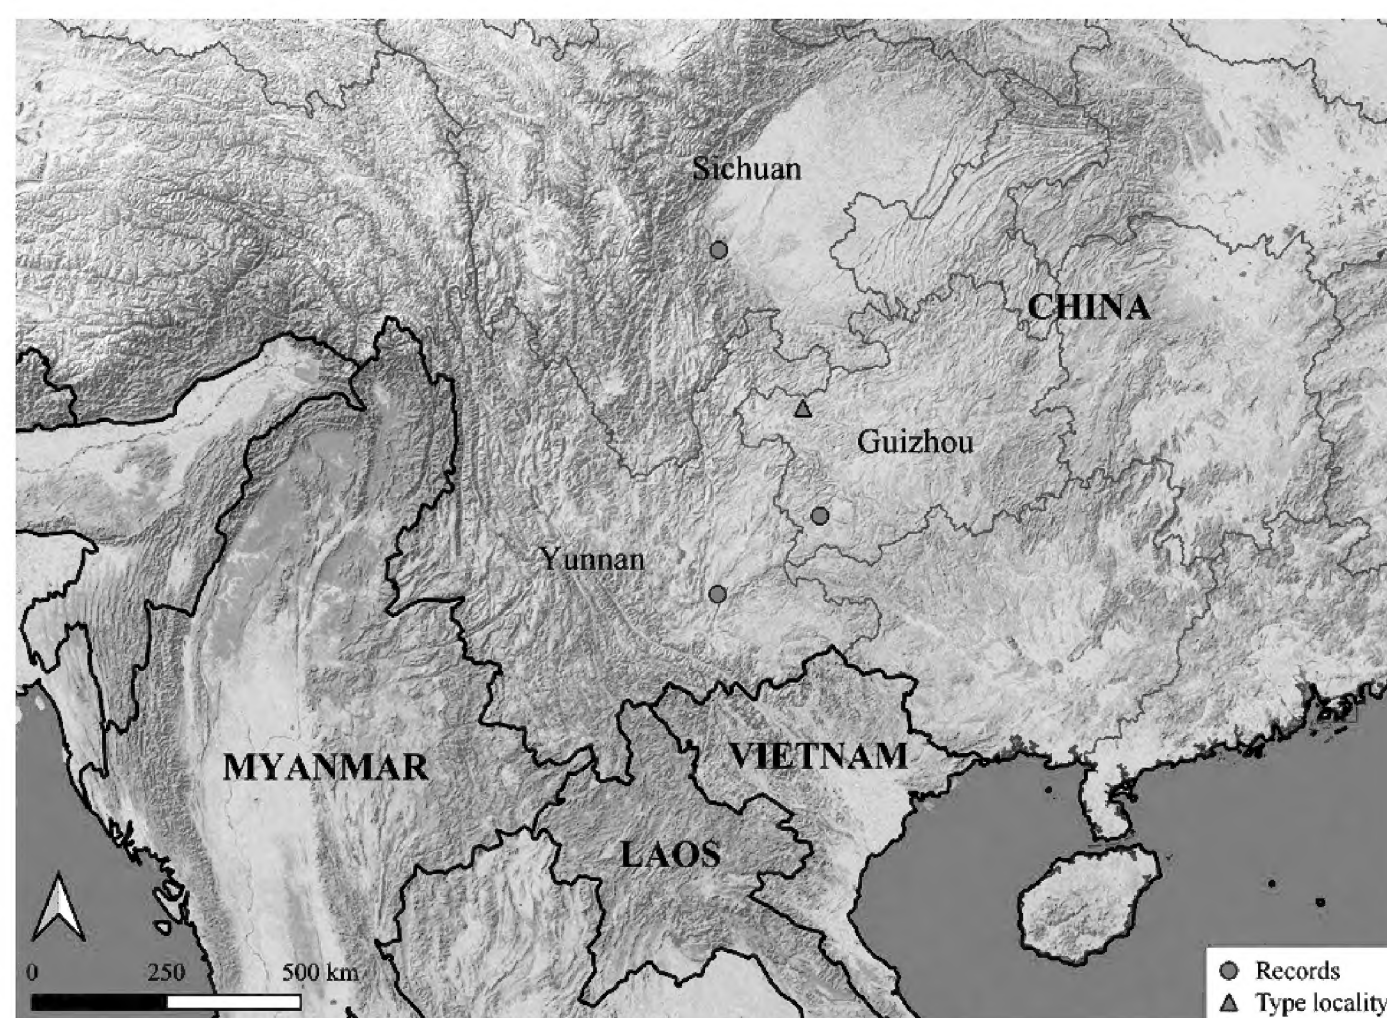 Sichuan
CHINA
Guizhou
Yunnan
MYANMAR
VIETNAM
LAOS
0 250 500 km
Records
Type locality